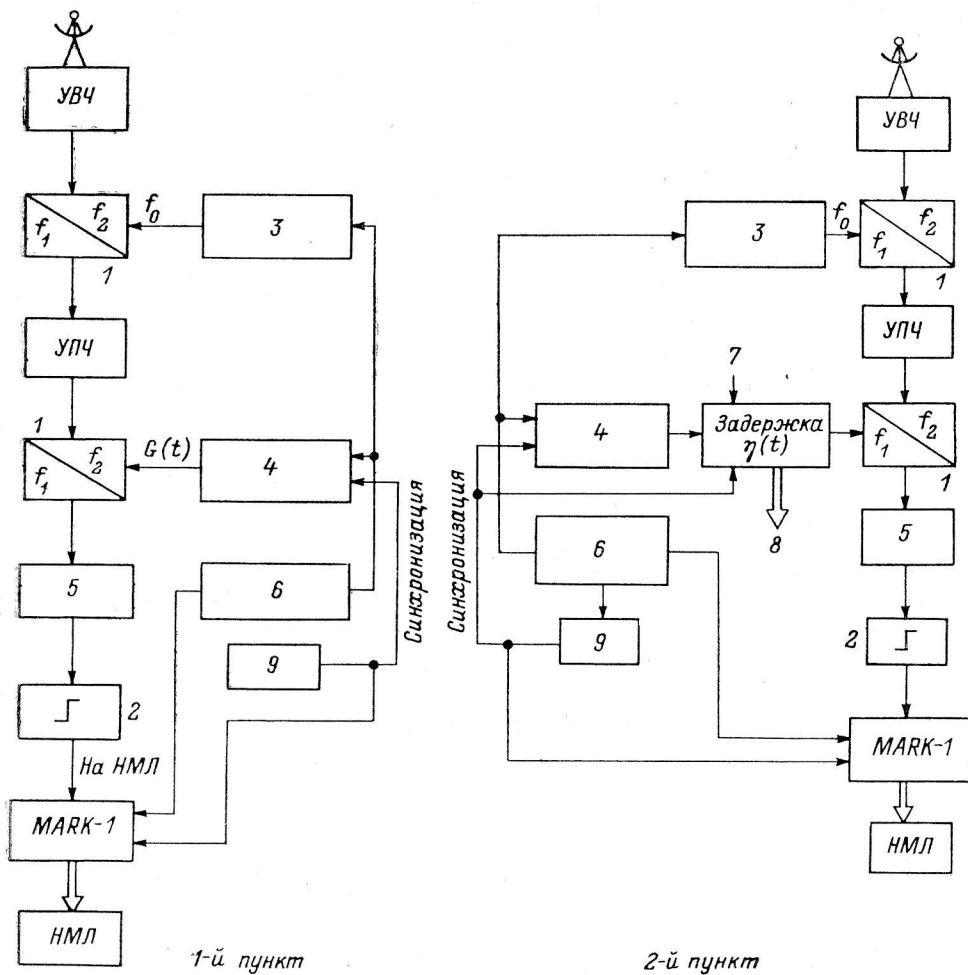 УВЧ
f₁ f₂
1
f₀
3
УПЧ
1
f₁ f₂
G(t)
4
Синхронизация
5
6
9
2
На НМЛ
MARK-1
НМЛ
1-й пункт
УВЧ
3
f₀
f₁ f₂
1
УПЧ
7
4
Задержка
η(t)
f₁ f₂
1
8
Синхронизация
6
5
9
2
MARK-1
НМЛ
2-й пункт